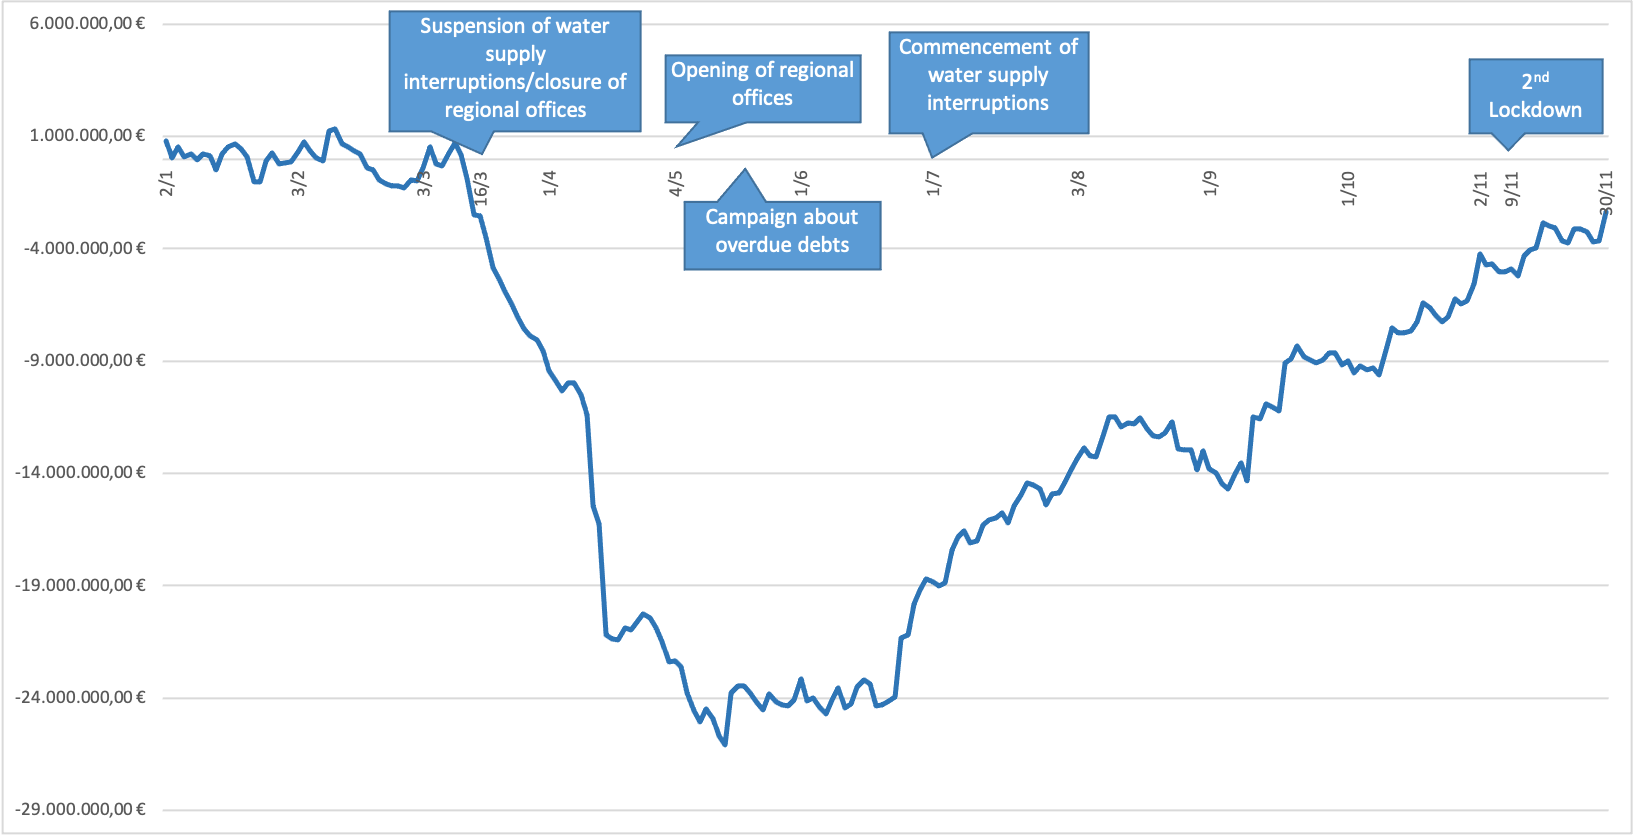 6.000.000,00 €
1.000.000,00 €
-4.000.000,00 €
-9.000.000,00 €
-14.000.000,00 €
-19.000.000,00 €
-24.000.000,00 €
-29.000.000,00 €
Suspension of water
supply
interruptions/closure of
regional offices
Opening of regional
offices
Campaign about
overdue debts
Commencement of
water supply
interruptions
2nd
Lockdown
2/1
3/2
3/3
16/3
1/4
4/5
1/6
1/7
3/8
1/9
1/10
2/11
9/11
30/11